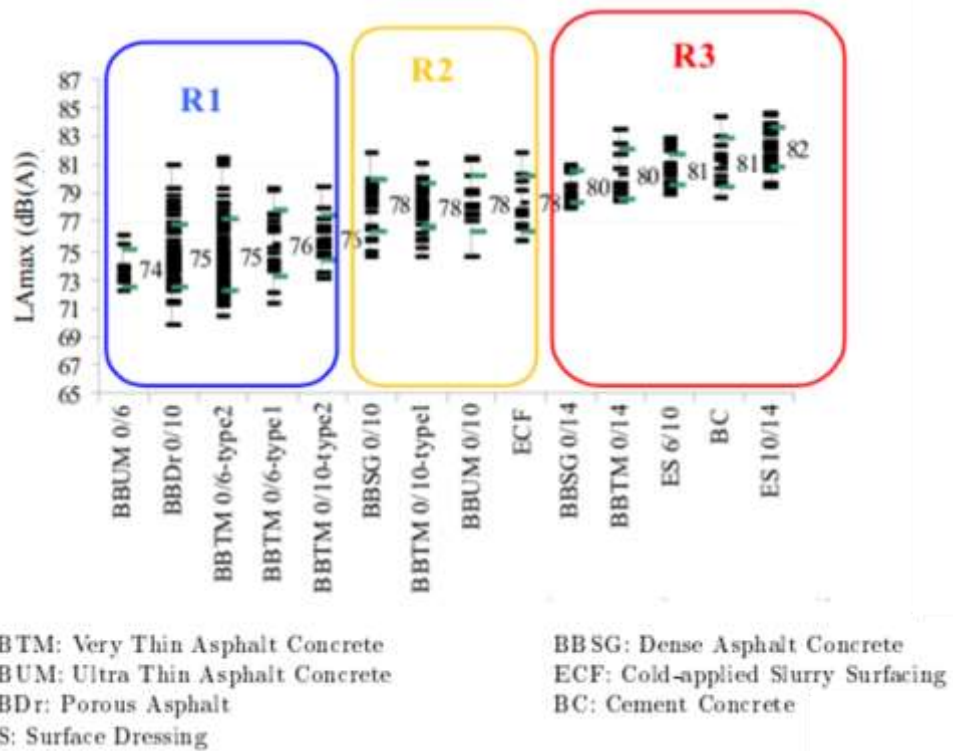 R1
R2
R3
LAmax (dB(A))
87
85
83
81
79
77
75
73
71
69
67
65
74
75
75
76
75
78
78
78
78
80
80
81
81
82
BBUM 0/6
BBDr 0/10
BBTM 0/6-type2
BBTM 0/6-type1
BBTM 0/10-type2
BBSG 0/10
BBTM 0/10-type1
BBUM 0/10
ECF
BBSG 0/14
BBTM 0/14
ES 6/10
BC
ES 10/14
BTM: Very Thin Asphalt Concrete
BUM: Ultra Thin Asphalt Concrete
BDr: Porous Asphalt
S: Surface Dressing
BBSG: Dense Asphalt Concrete
ECF: Cold-applied Slurry Surfacing
BC: Cement Concrete